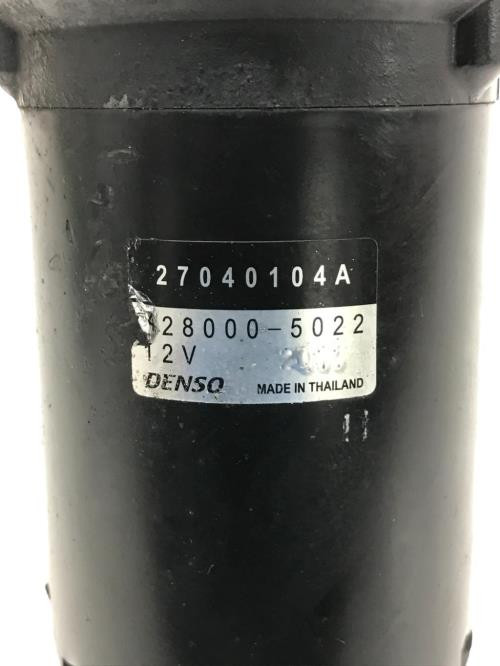 27040104A
28000-5022
12V
DENSO MADE IN THAILAND